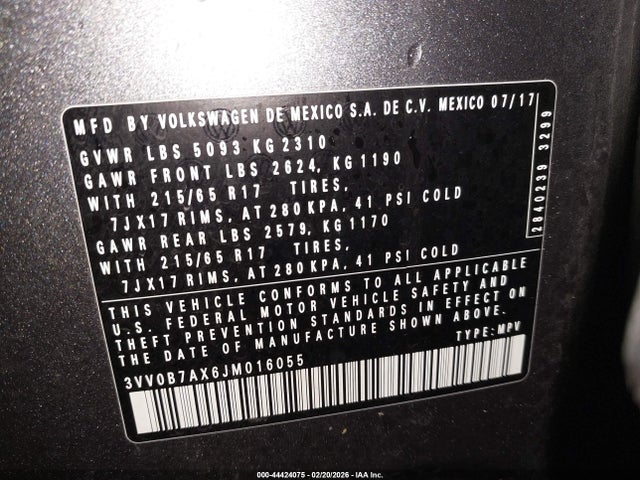 MFD BY VOLKSWAGEN DE MEXICO S.A. DE C.V. MEXICO 07/17
GVWR LBS 5093 KG 2310
GAWR FRONT LBS 2624, KG 1190
WITH 215/65 R17 TIRES,
7JX17 RIMS, AT 280 KPA, 41 PSI COLD
GAWR REAR LBS 2579, KG 1170
WITH 215/65 R17 TIRES,
7JX17 RIMS, AT 280 KPA, 41 PSI COLD
THIS VEHICLE CONFORMS TO ALL APPLICABLE
U.S. FEDERAL MOTOR VEHICLE SAFETY AND
THEFT PREVENTION STANDARDS IN EFFECT ON
THE DATE OF MANUFACTURE SHOWN ABOVE.
TYPE: MPV
3VV0B7AX6JM016055
2840239 3299
000-44424075 - 02/20/2026 - IAA Inc.